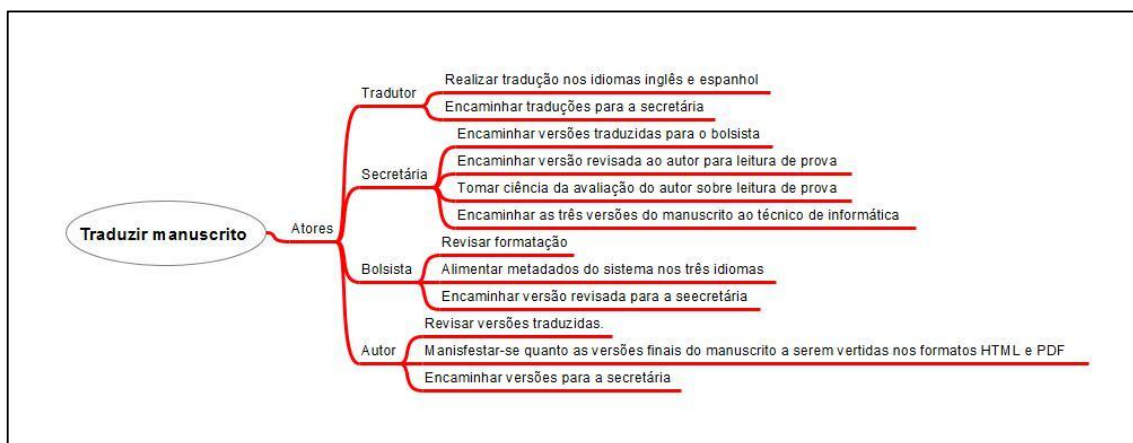 Traduzir manuscrito
Atores
Tradutor
Realizar tradução nos idiomas inglês e espanhol
Encaminhar traduções para a secretária
Secretária
Encaminhar versões traduzidas para o bolsista
Encaminhar versão revisada ao autor para leitura de prova
Tomar ciência da avaliação do autor sobre leitura de prova
Encaminhar as três versões do manuscrito ao técnico de informática
Bolsista
Revisar formatação
Alimentar metadados do sistema nos três idiomas
Encaminhar versão revisada para a seecretária
Autor
Revisar versões traduzidas.
Manisfestar-se quanto as versões finais do manuscrito a serem vertidas nos formatos HTML e PDF
Encaminhar versões para a secretária